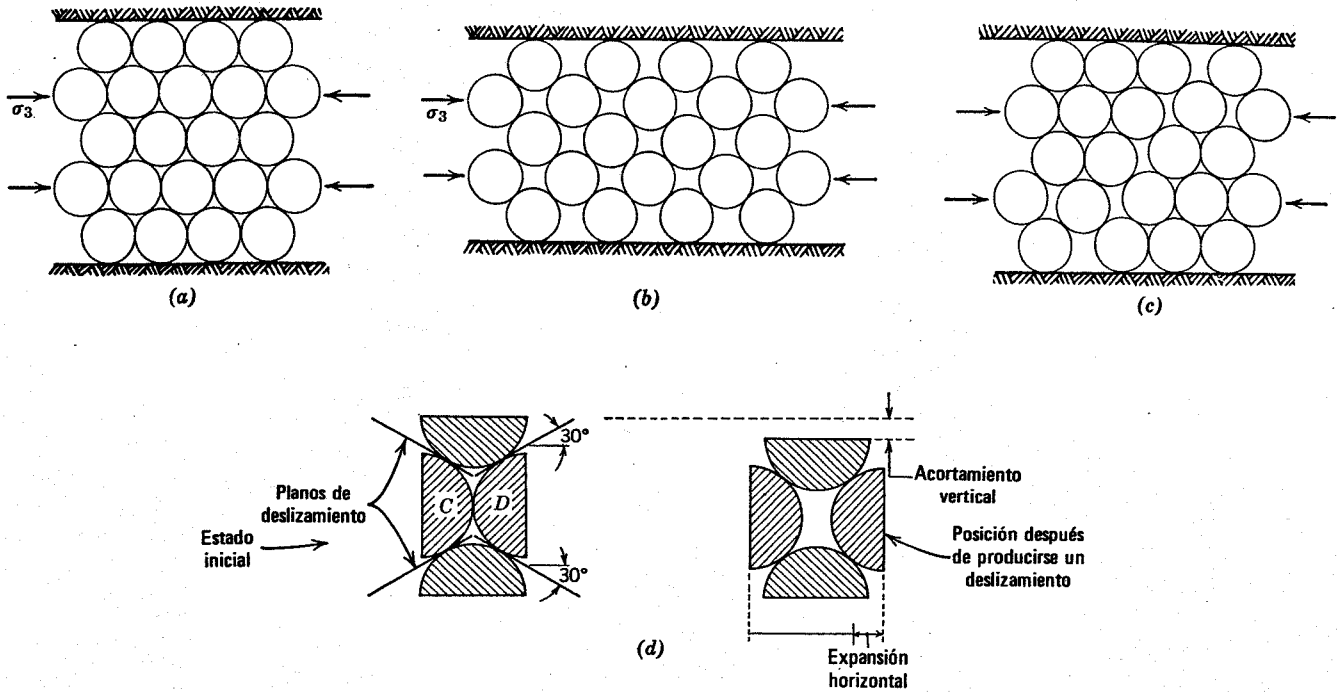 σ₃
(a)
σ₃
(b)
(c)
30°
Planos de
deslizamiento
Estado
inicial
C
D
30°
Acortamiento
vertical
Posición después
de producirse un
deslizamiento
Expansión
horizontal
(d)